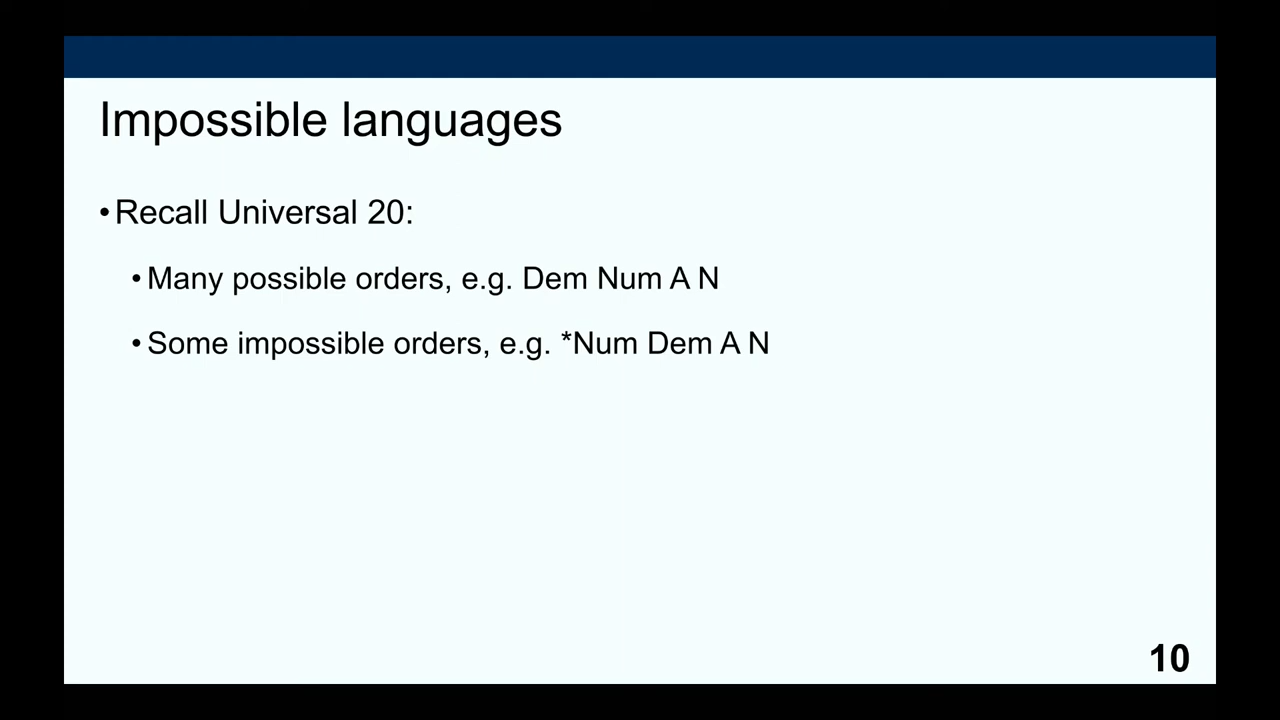 Impossible languages
•Recall Universal 20:
•Many possible orders, e.g. Dem Num A N
•Some impossible orders, e.g. *Num Dem A N
10